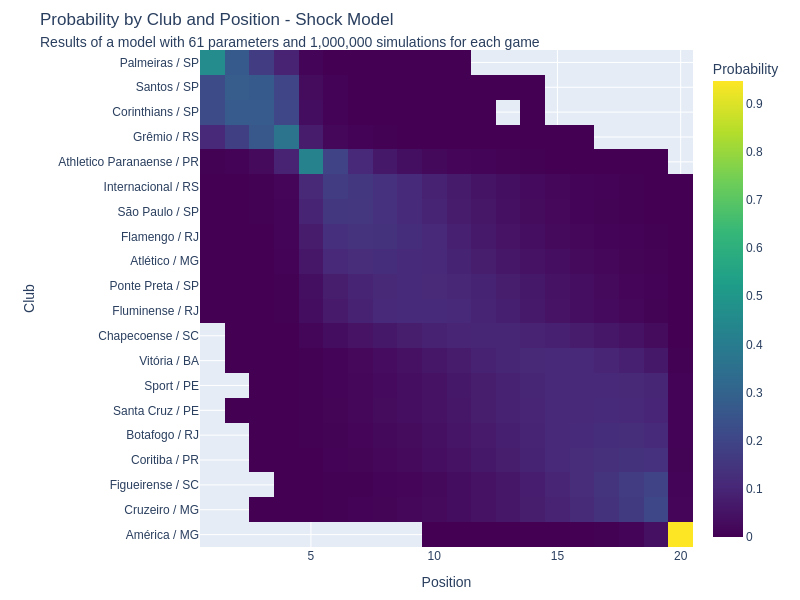 Probability by Club and Position - Shock Model
Results of a model with 61 parameters and 1,000,000 simulations for each game
Probability
Palmeiras / SP
Santos / SP
Corinthians / SP
Grêmio / RS
Athletico Paranaense / PR
Internacional / RS
São Paulo / SP
Flamengo / RJ
Atlético / MG
Ponte Preta / SP
Fluminense / RJ
Chapecoense / SC
Vitória / BA
Sport / PE
Santa Cruz / PE
Botafogo / RJ
Coritiba / PR
Figueirense / SC
Cruzeiro / MG
América / MG
Club
5
10
15
20
Position
0.9
0.8
0.7
0.6
0.5
0.4
0.3
0.2
0.1
0